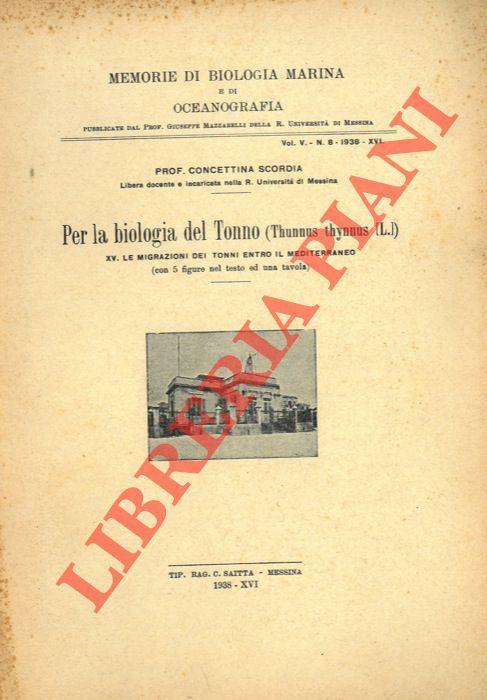 MEMORIE DI BIOLOGIA MARINA
E DI
OCEANOGRAFIA
PUBBLICATE DAL PROF. GIUSEPPE MAZZARELLI DELLA R. UNIVERSITÀ DI MESSINA
Vol. V. - N. 8 - 1938 - XVI.
PROF. CONCETTINA SCORDIA
Libera docente e incaricata nella R. Università di Messina
Per la biologia del Tonno (Thunnus thynnus (L.))
XV. LE MIGRAZIONI DEI TONNI ENTRO IL MEDITERRANEO
(con 5 figure nel testo ed una tavola)
LIBRERIA PIANI
TIP. RAG. C. SAITTA - MESSINA
1938 - XVI